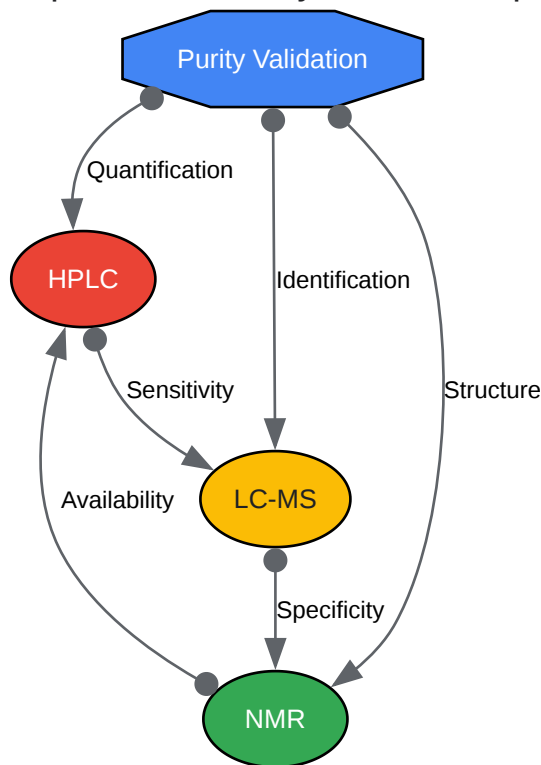 Purity Validation
Quantification
HPLC
Identification
Sensitivity
Structure
Availability
LC-MS
Specificity
NMR